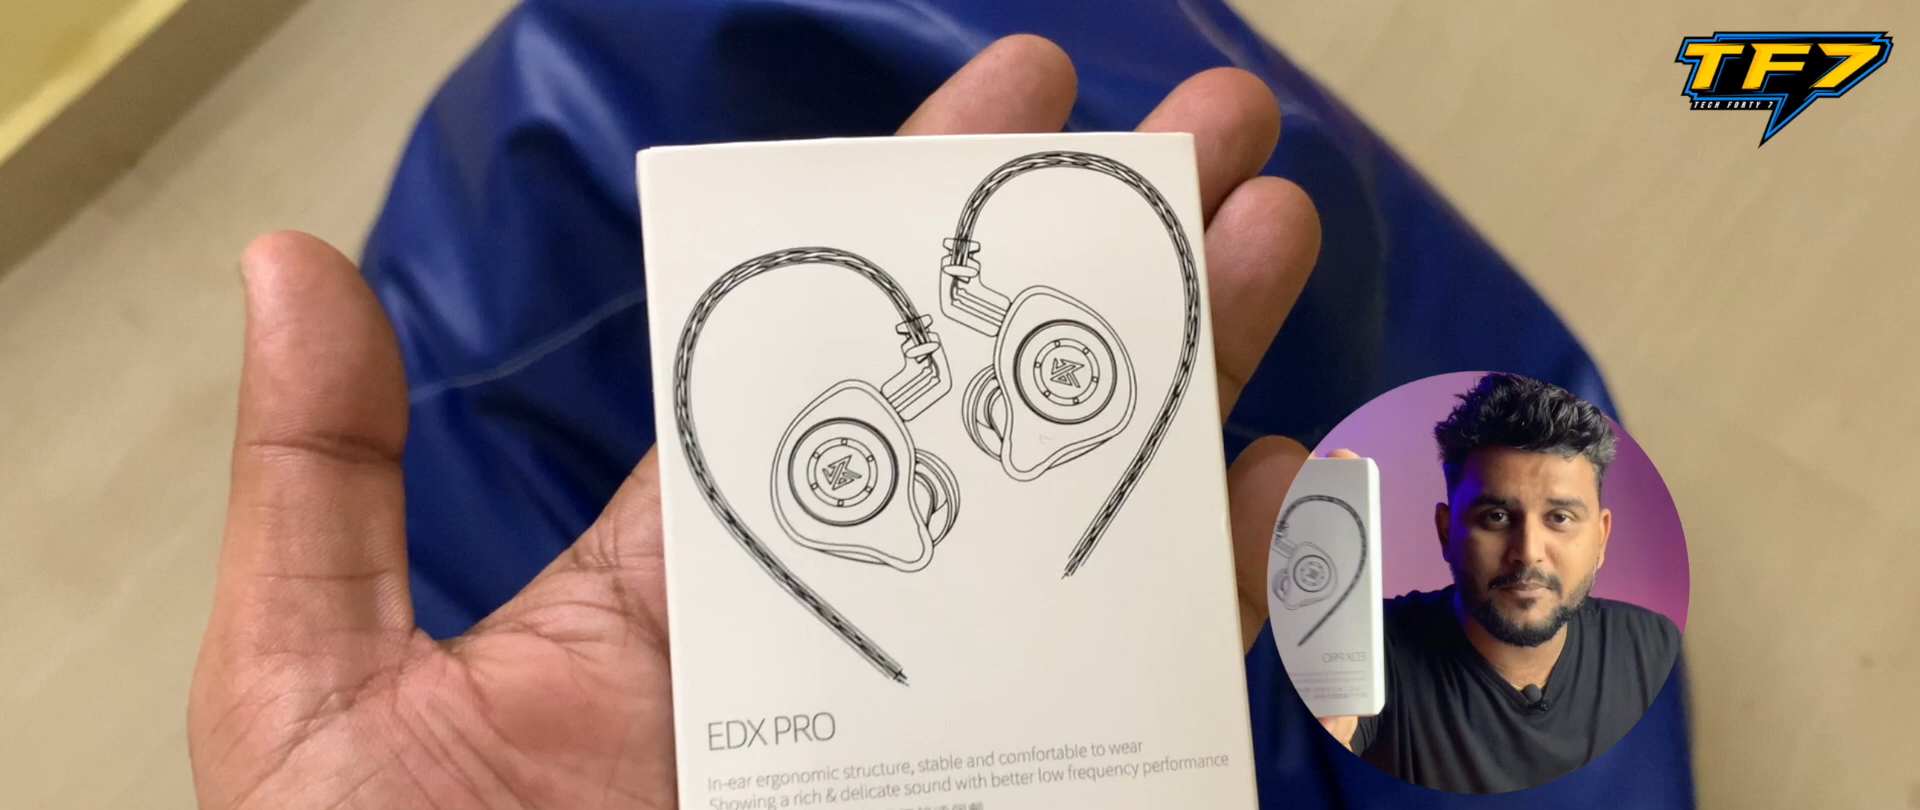 TF7
TECH FORTY 7
EDX PRO
In-ear ergonomic structure, stable and comfortable to wear
Showing a rich & delicate sound with better low frequency performance
EDX PRO